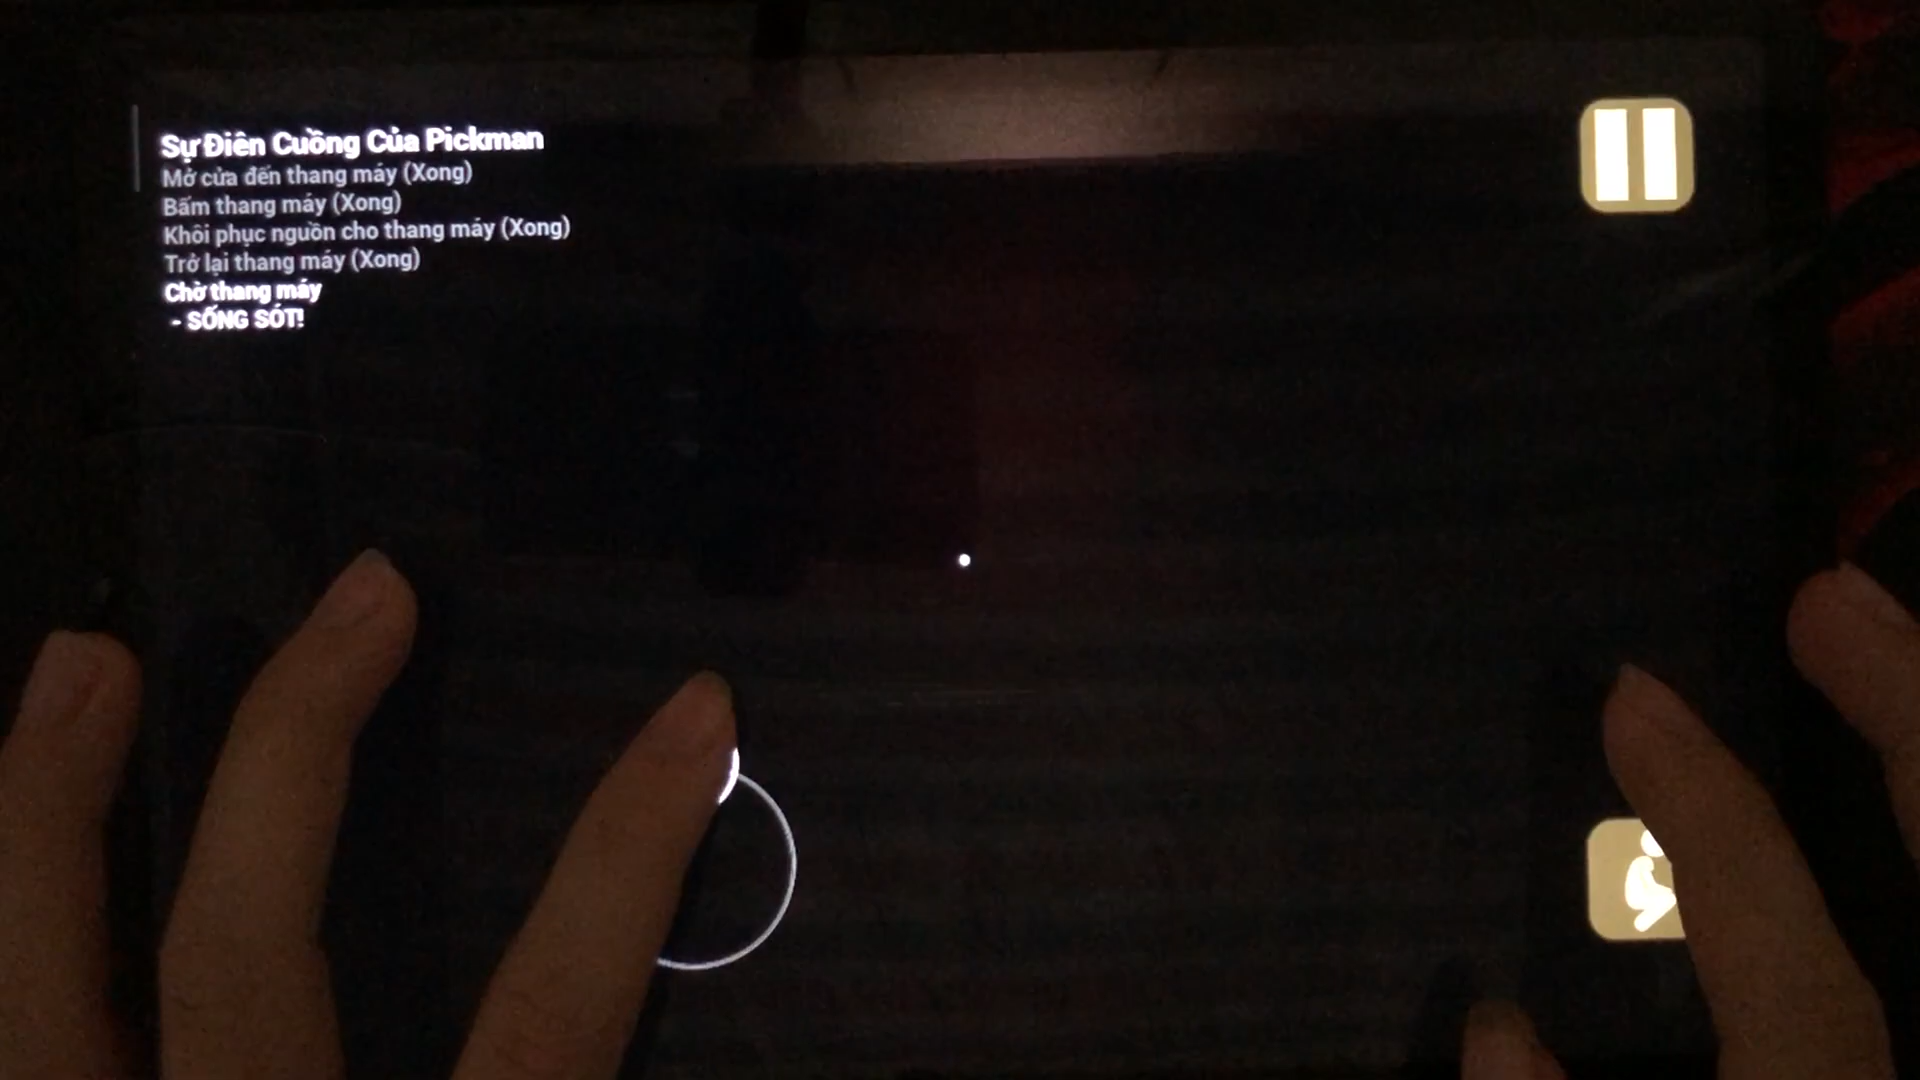 Sự Điên Cuồng Của Pickman
Mở cửa đến thang máy (Xong)
Bấm thang máy (Xong)
Khôi phục nguồn cho thang máy (Xong)
Trở lại thang máy (Xong)
Chờ thang máy
- SỐNG SÓT!